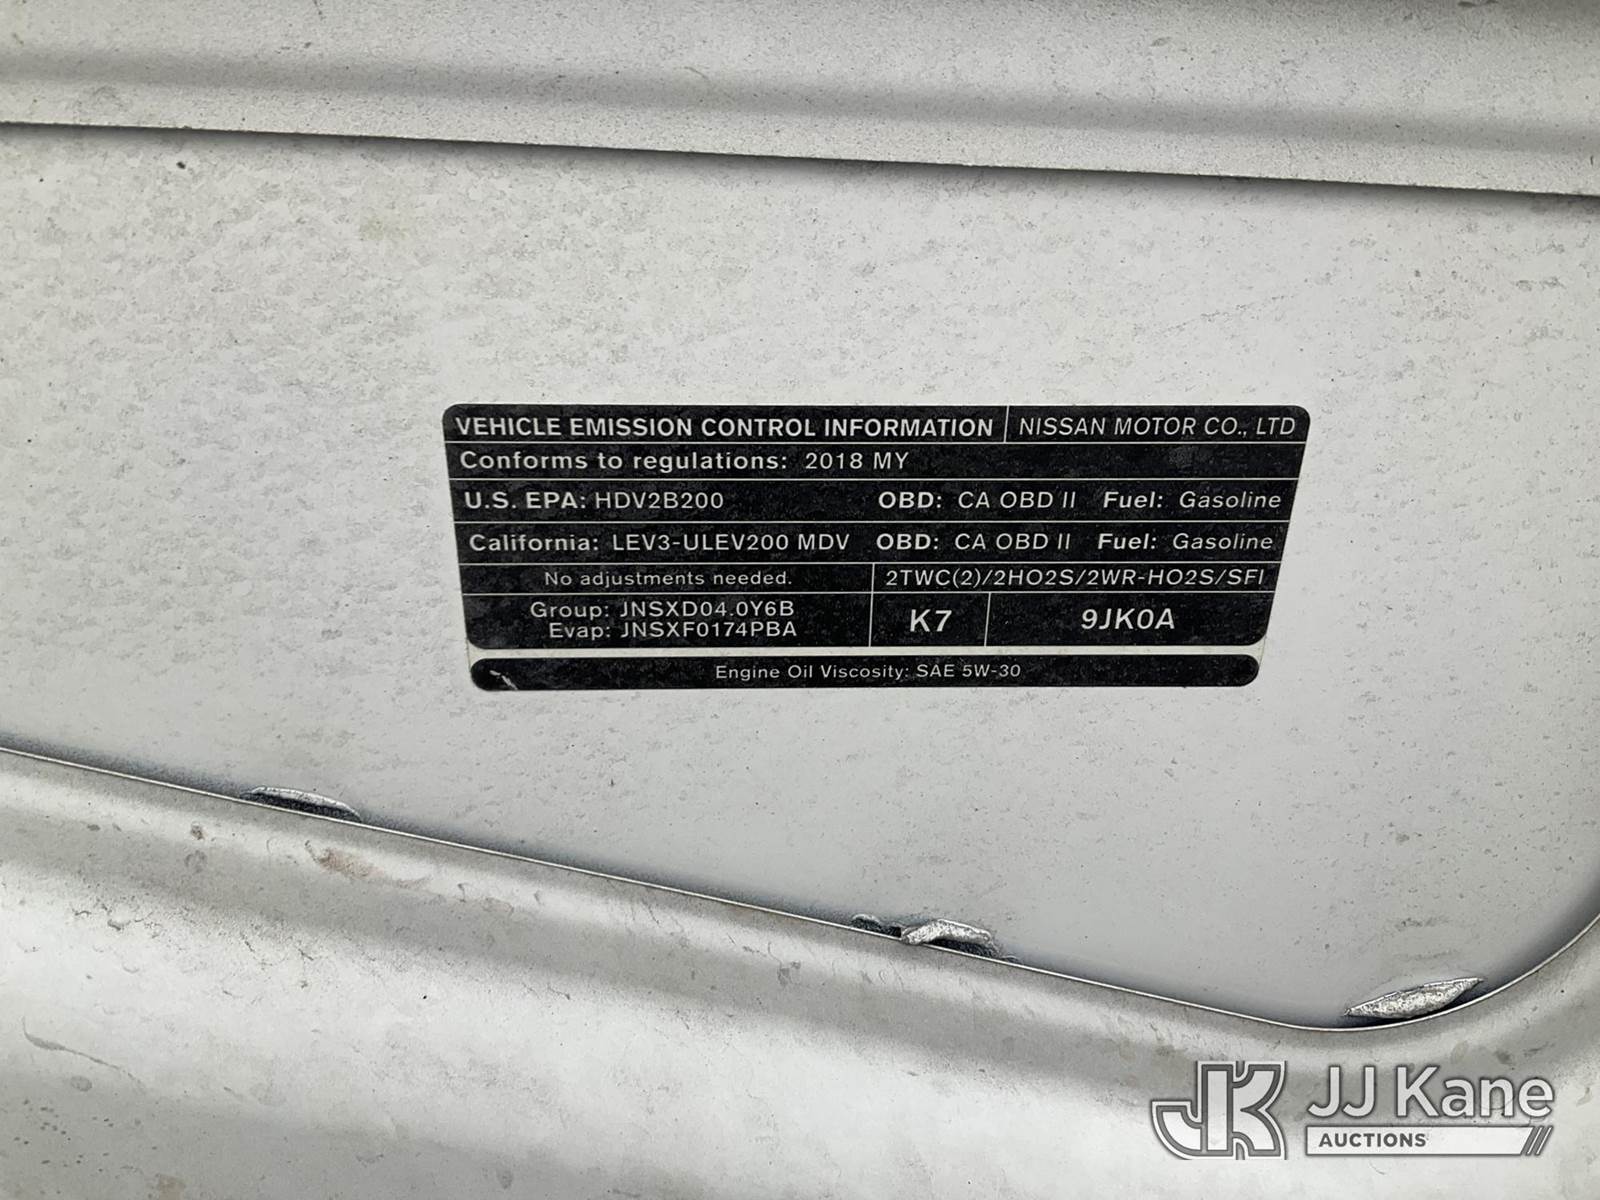 VEHICLE EMISSION CONTROL INFORMATION NISSAN MOTOR CO., LTD
Conforms to regulations: 2018 MY
U.S. EPA: HDV2B200 OBD: CA OBD II Fuel: Gasoline
California: LEV3-ULEV200 MDV OBD: CA OBD II Fuel: Gasoline
No adjustments needed. 2TWC(2)/2HO2S/2WR-HO2S/SFI
Group: JNSXD04.0Y6B
Evap: JNSXF0174PBA
K7 9JK0A
Engine Oil Viscosity: SAE 5W-30
JK JJ Kane
AUCTIONS